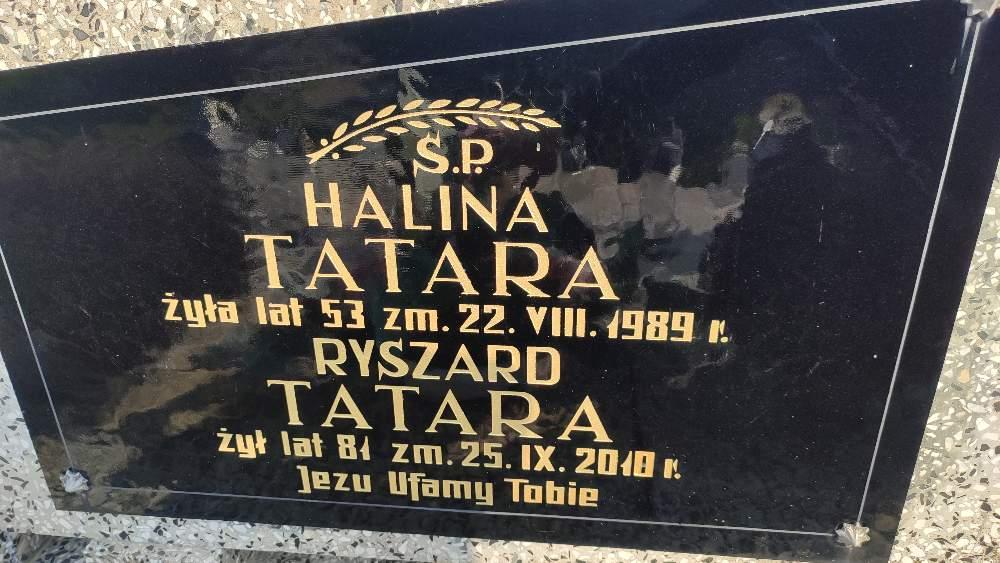 Ś.P.
HALINA
TATARA
żyła lat 53 zm. 22. VIII. 1989 r.
RYSZARD
TATARA
żył lat 81 zm. 25. IX. 2010 r.
Jezu Ufamy Tobie